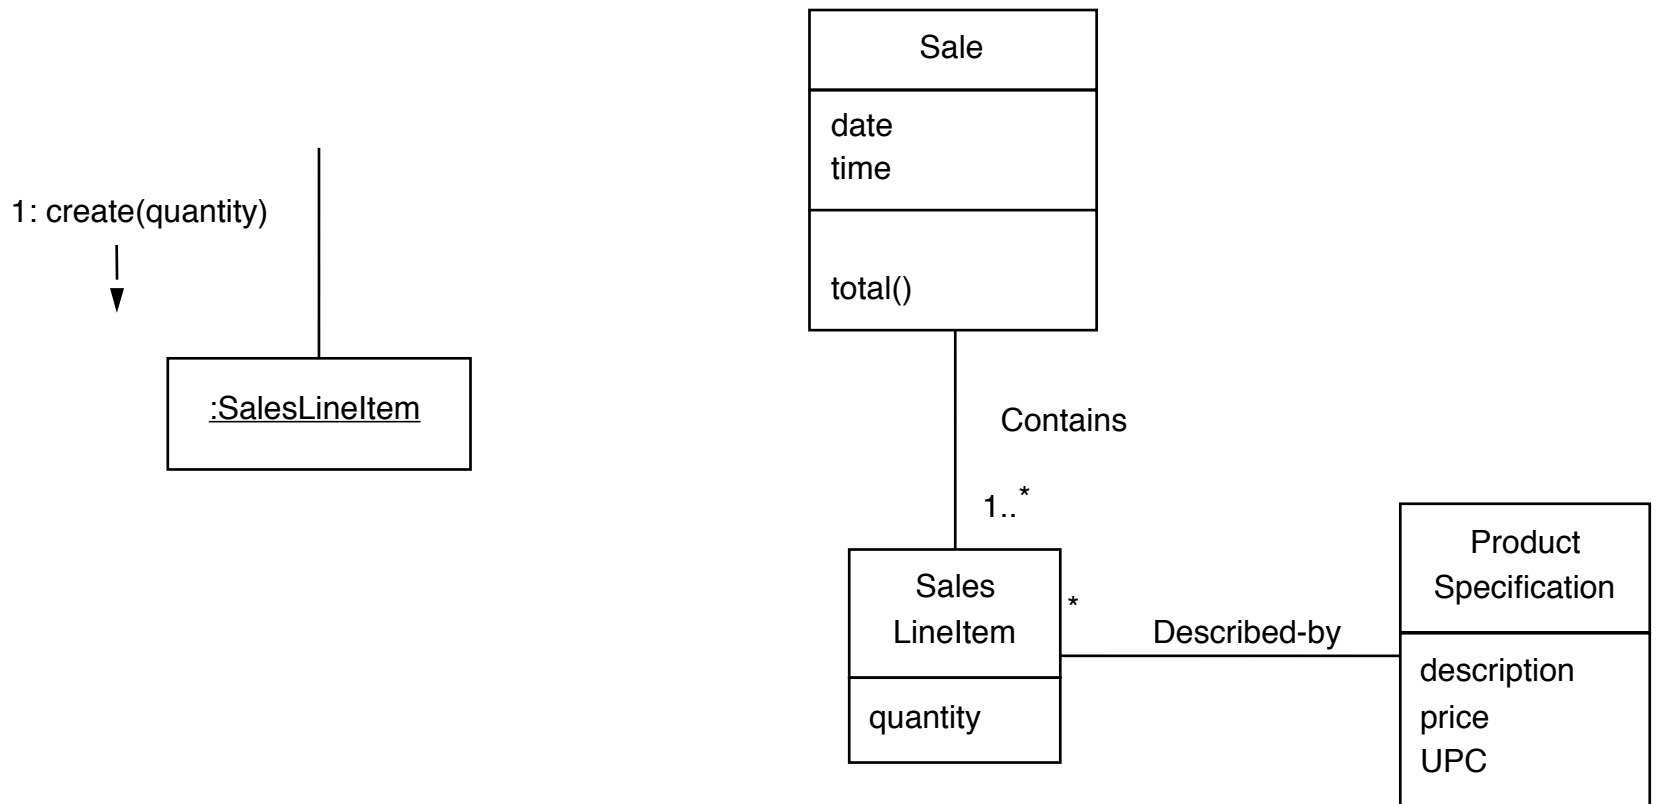 1: create(quantity)
:SalesLineItem
Sale
date
time
total()
Contains
1..*
Sales
LineItem
quantity
*
Described-by
Product
Specification
description
price
UPC